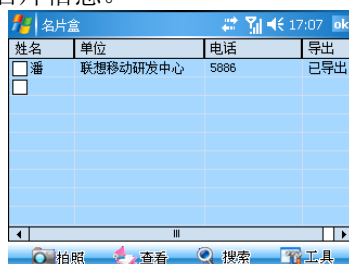 名片盒 17:07 ok
姓名 单位 电话 导出
潘 联想移动研发中心 5886 已导出
拍照 查看 搜索 工具